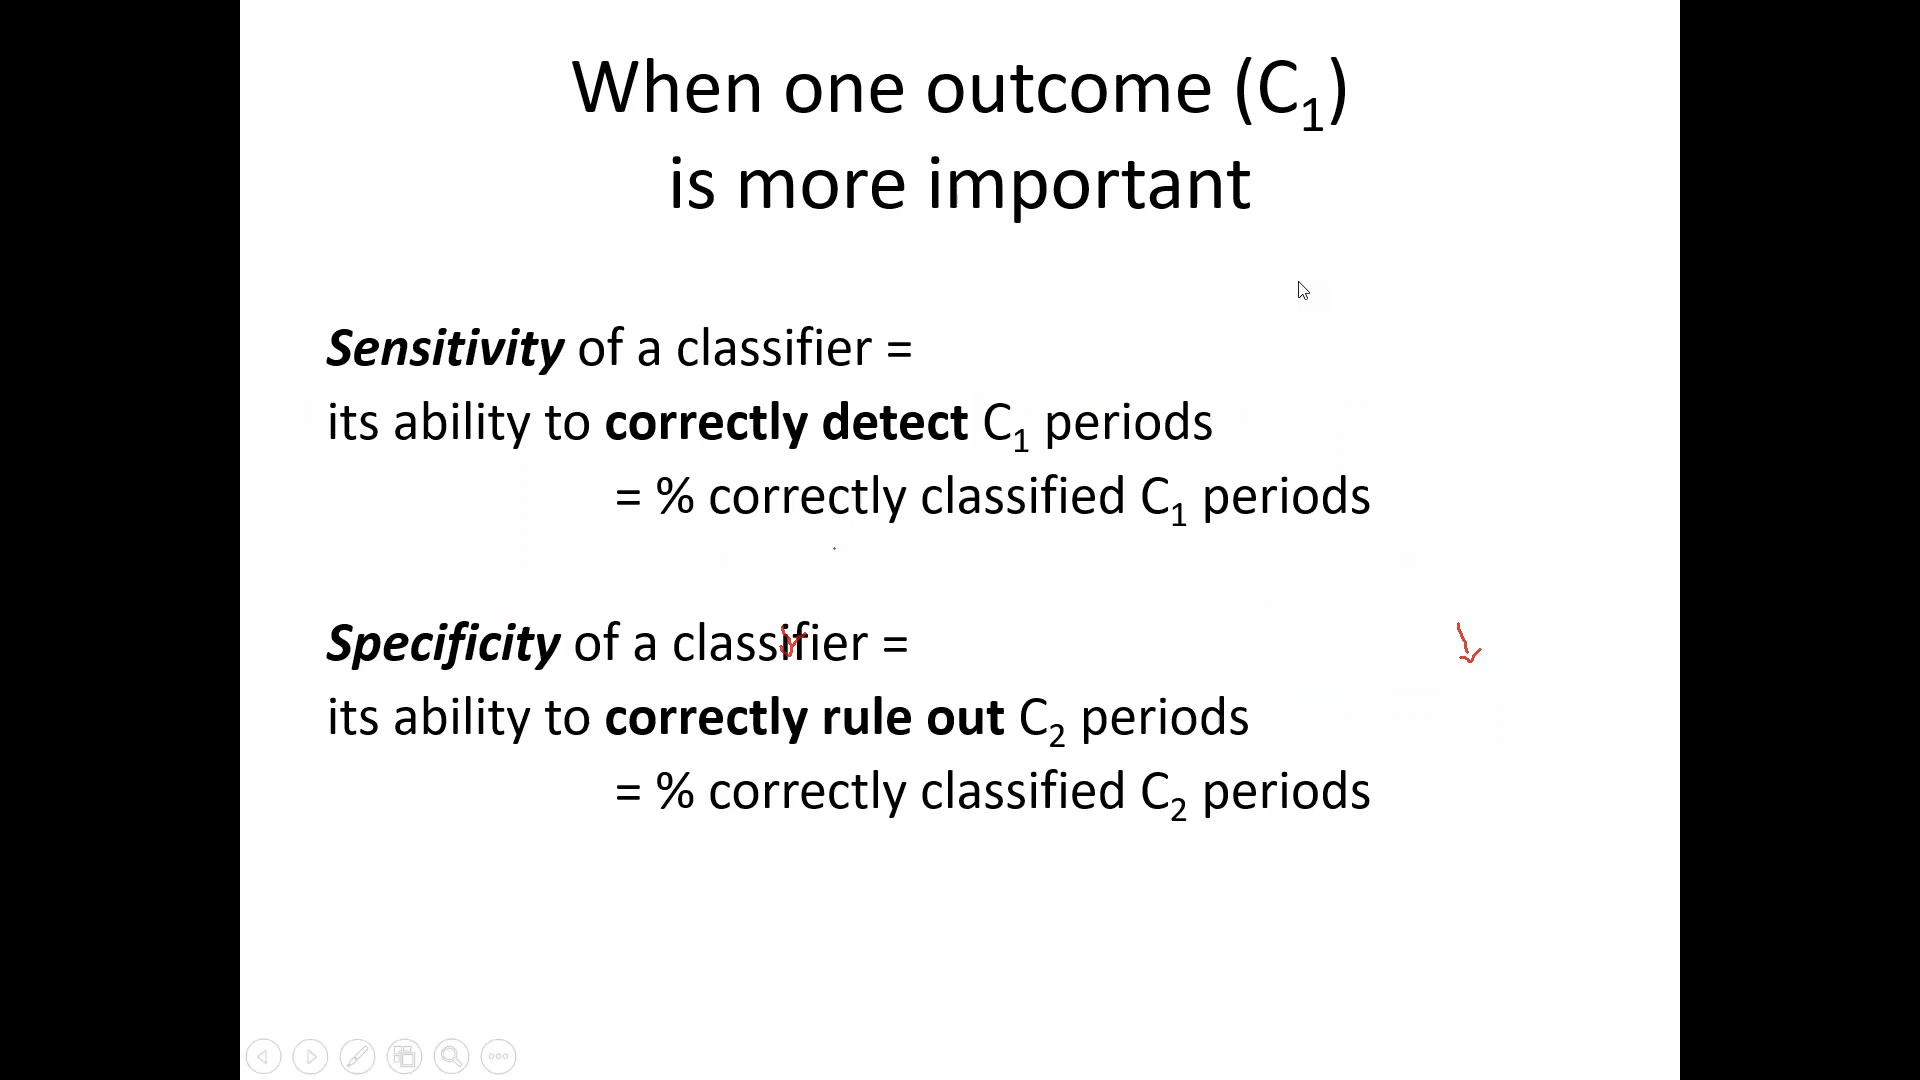 When one outcome (C₁)
is more important
Sensitivity of a classifier =
its ability to correctly detect C₁ periods
= % correctly classified C₁ periods
Specificity of a classifier =
its ability to correctly rule out C₂ periods
= % correctly classified C₂ periods